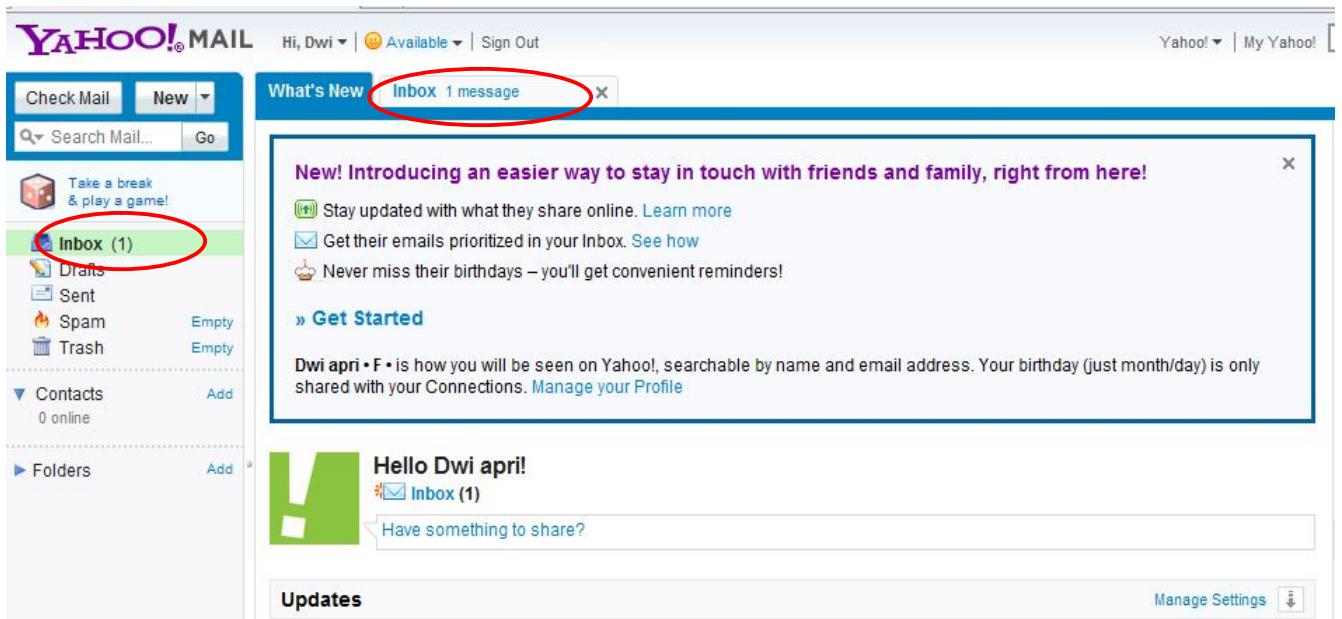 YAHOO!® MAIL Hi, Dwi | Available | Sign Out Yahoo! | My Yahoo!
Check Mail New
Search Mail... Go
Take a break
& play a game!
Inbox (1)
Drafts
Sent
Spam Empty
Trash Empty
Contacts Add
0 online
Folders Add
What's New Inbox 1 message
New! Introducing an easier way to stay in touch with friends and family, right from here!
Stay updated with what they share online. Learn more
Get their emails prioritized in your Inbox. See how
Never miss their birthdays – you'll get convenient reminders!
» Get Started
Dwi apri • F • is how you will be seen on Yahoo!, searchable by name and email address. Your birthday (just month/day) is only
shared with your Connections. Manage your Profile
Hello Dwi apri!
Inbox (1)
Have something to share?
Updates Manage Settings